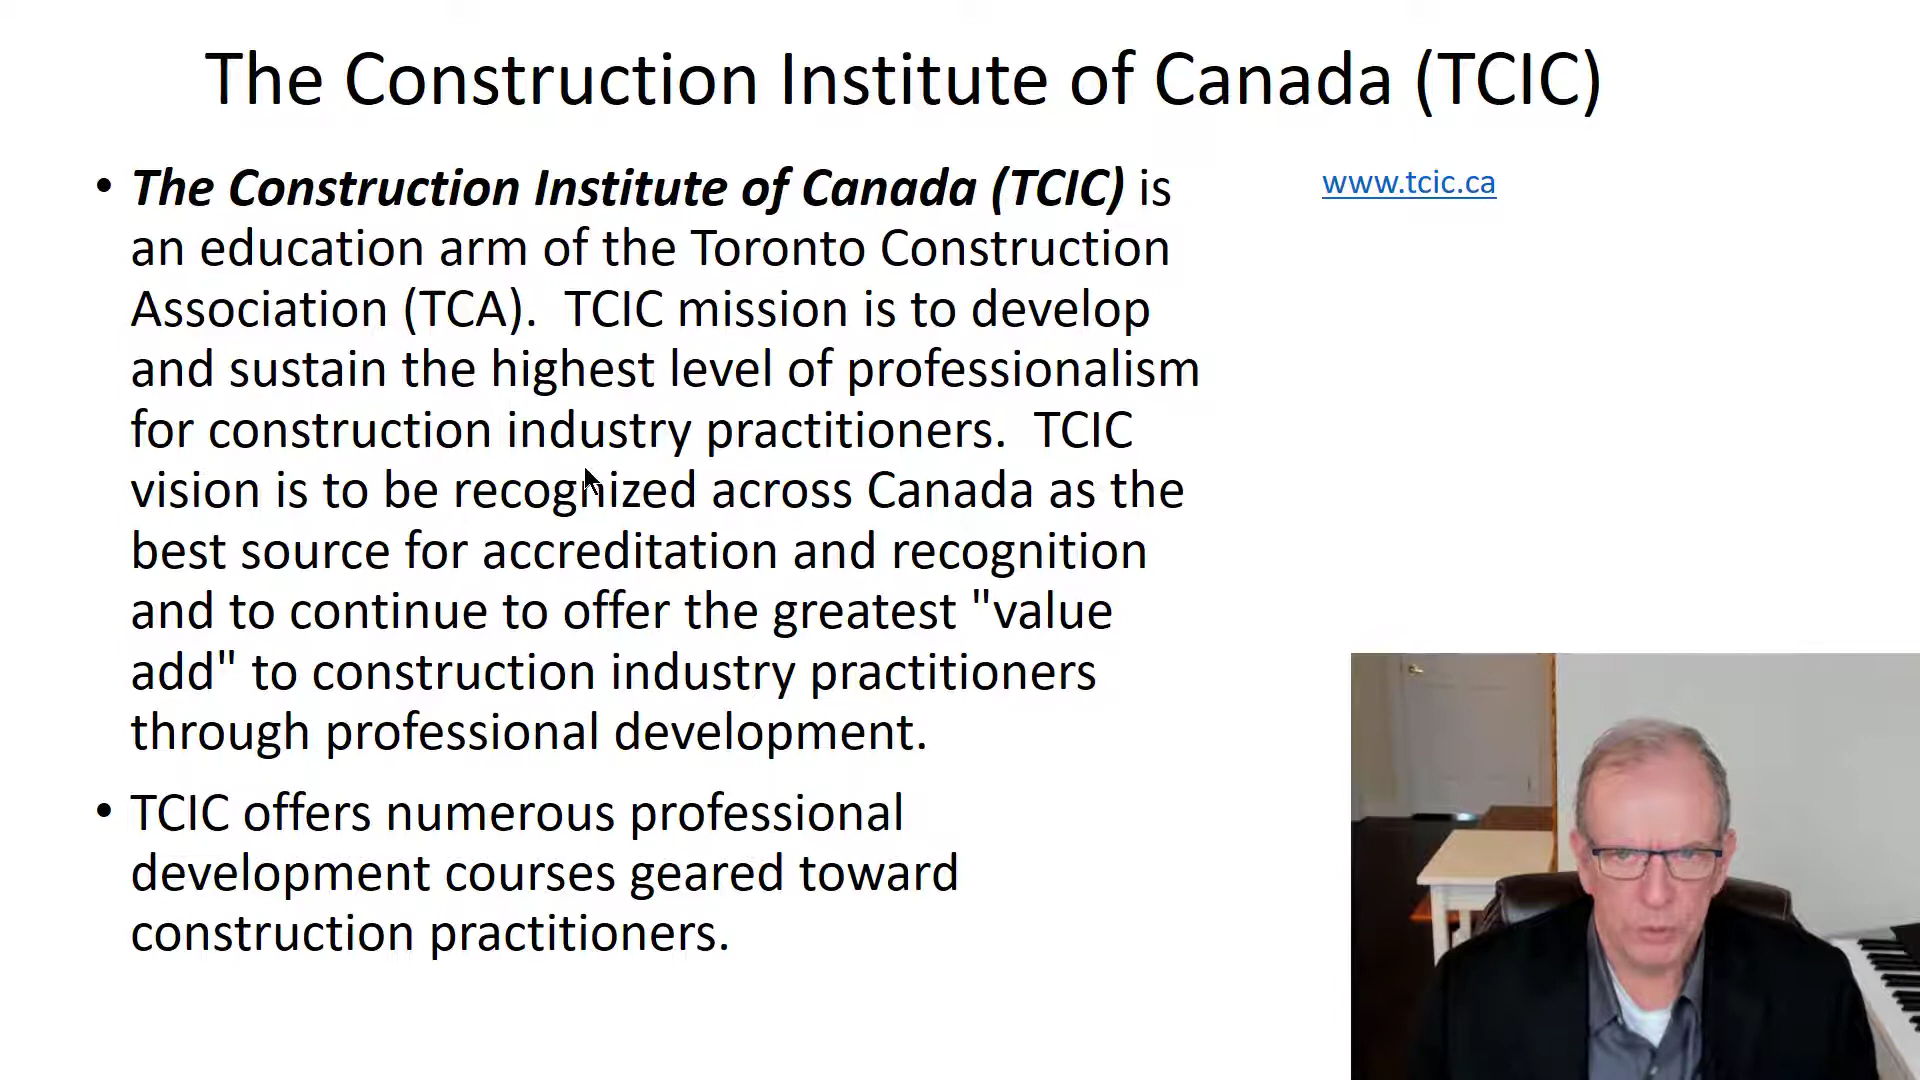 The Construction Institute of Canada (TCIC)
• The Construction Institute of Canada (TCIC) is
an education arm of the Toronto Construction
Association (TCA).  TCIC mission is to develop
and sustain the highest level of professionalism
for construction industry practitioners.  TCIC
vision is to be recognized across Canada as the
best source for accreditation and recognition
and to continue to offer the greatest "value
add" to construction industry practitioners
through professional development.
• TCIC offers numerous professional
development courses geared toward
construction practitioners.
www.tcic.ca